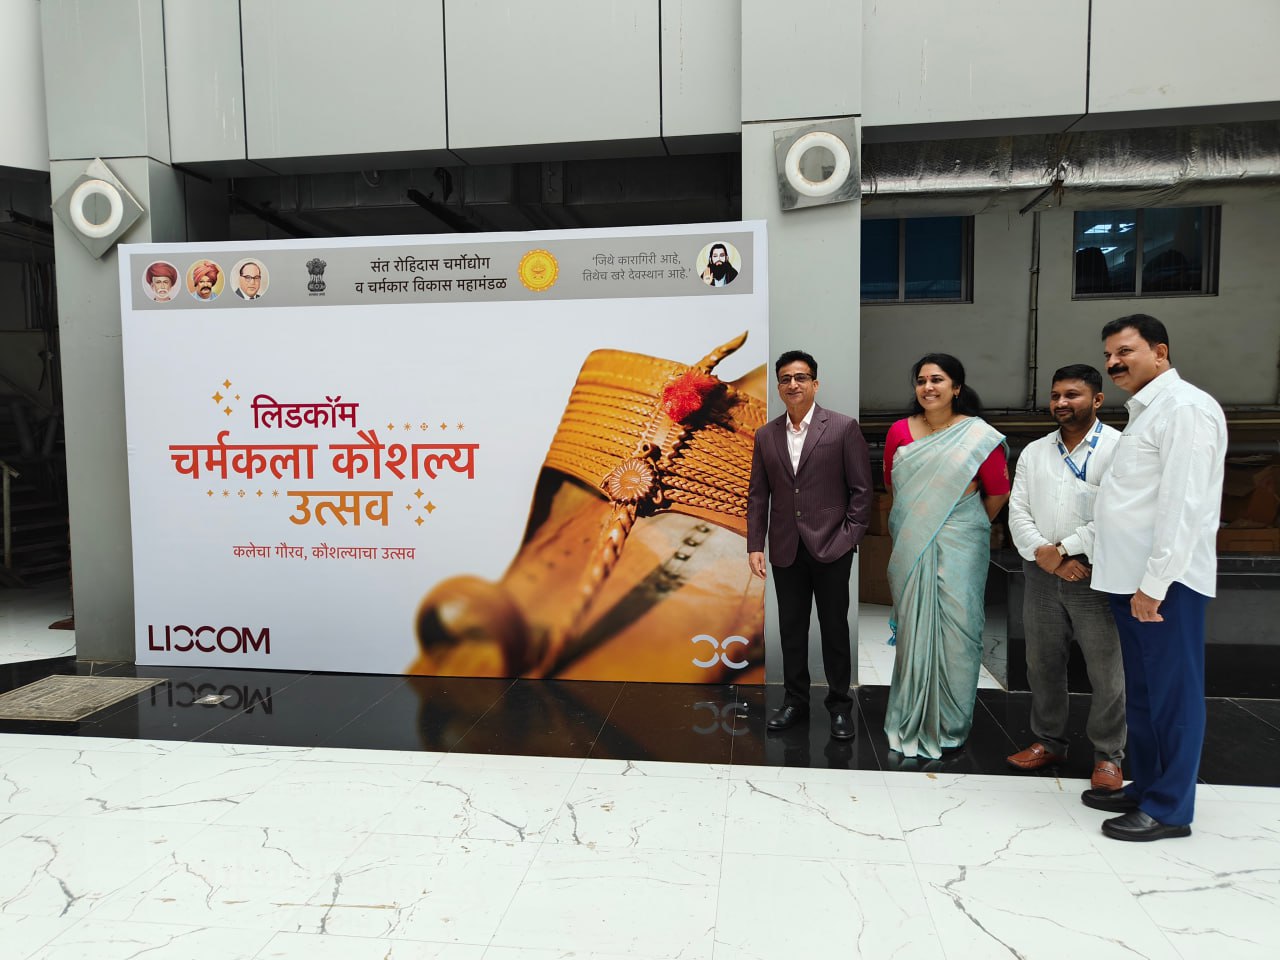 संत रोहिदास चर्मोद्योग
व चर्मकार विकास महामंडळ
‘जिथे कारागिरी आहे,
तिथेच खरे देवस्थान आहे.’
लिडकॉम
चर्मकला कौशल्य
उत्सव
कलेचा गौरव, कौशल्याचा उत्सव
LIDCOM